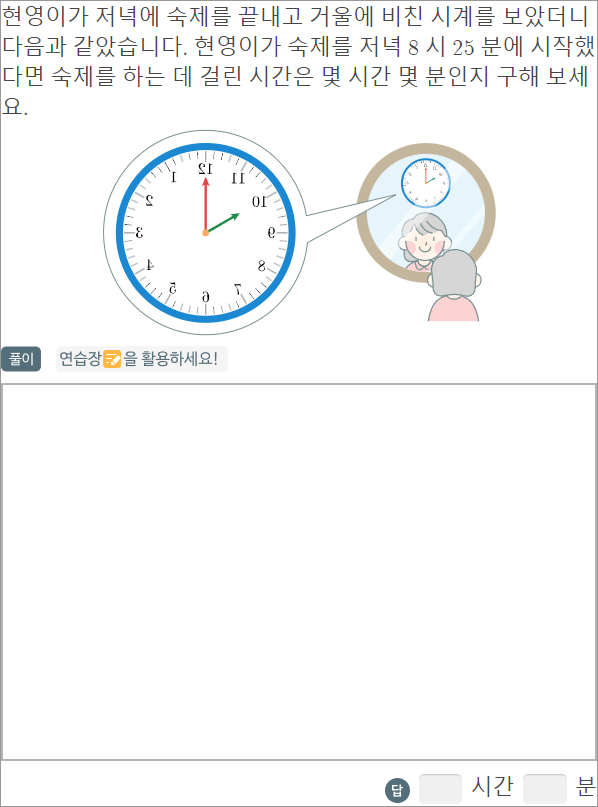 현영이가 저녁에 숙제를 끝내고 거울에 비친 시계를 보았더니
다음과 같았습니다. 현영이가 숙제를 저녁 8 시 25 분에 시작했
다면 숙제를 하는 데 걸린 시간은 몇 시간 몇 분인지 구해 보세
요.
12
1 11
2 10
3 9
4 8
5 7
6
풀이 연습장을 활용하세요!
답 시간 분